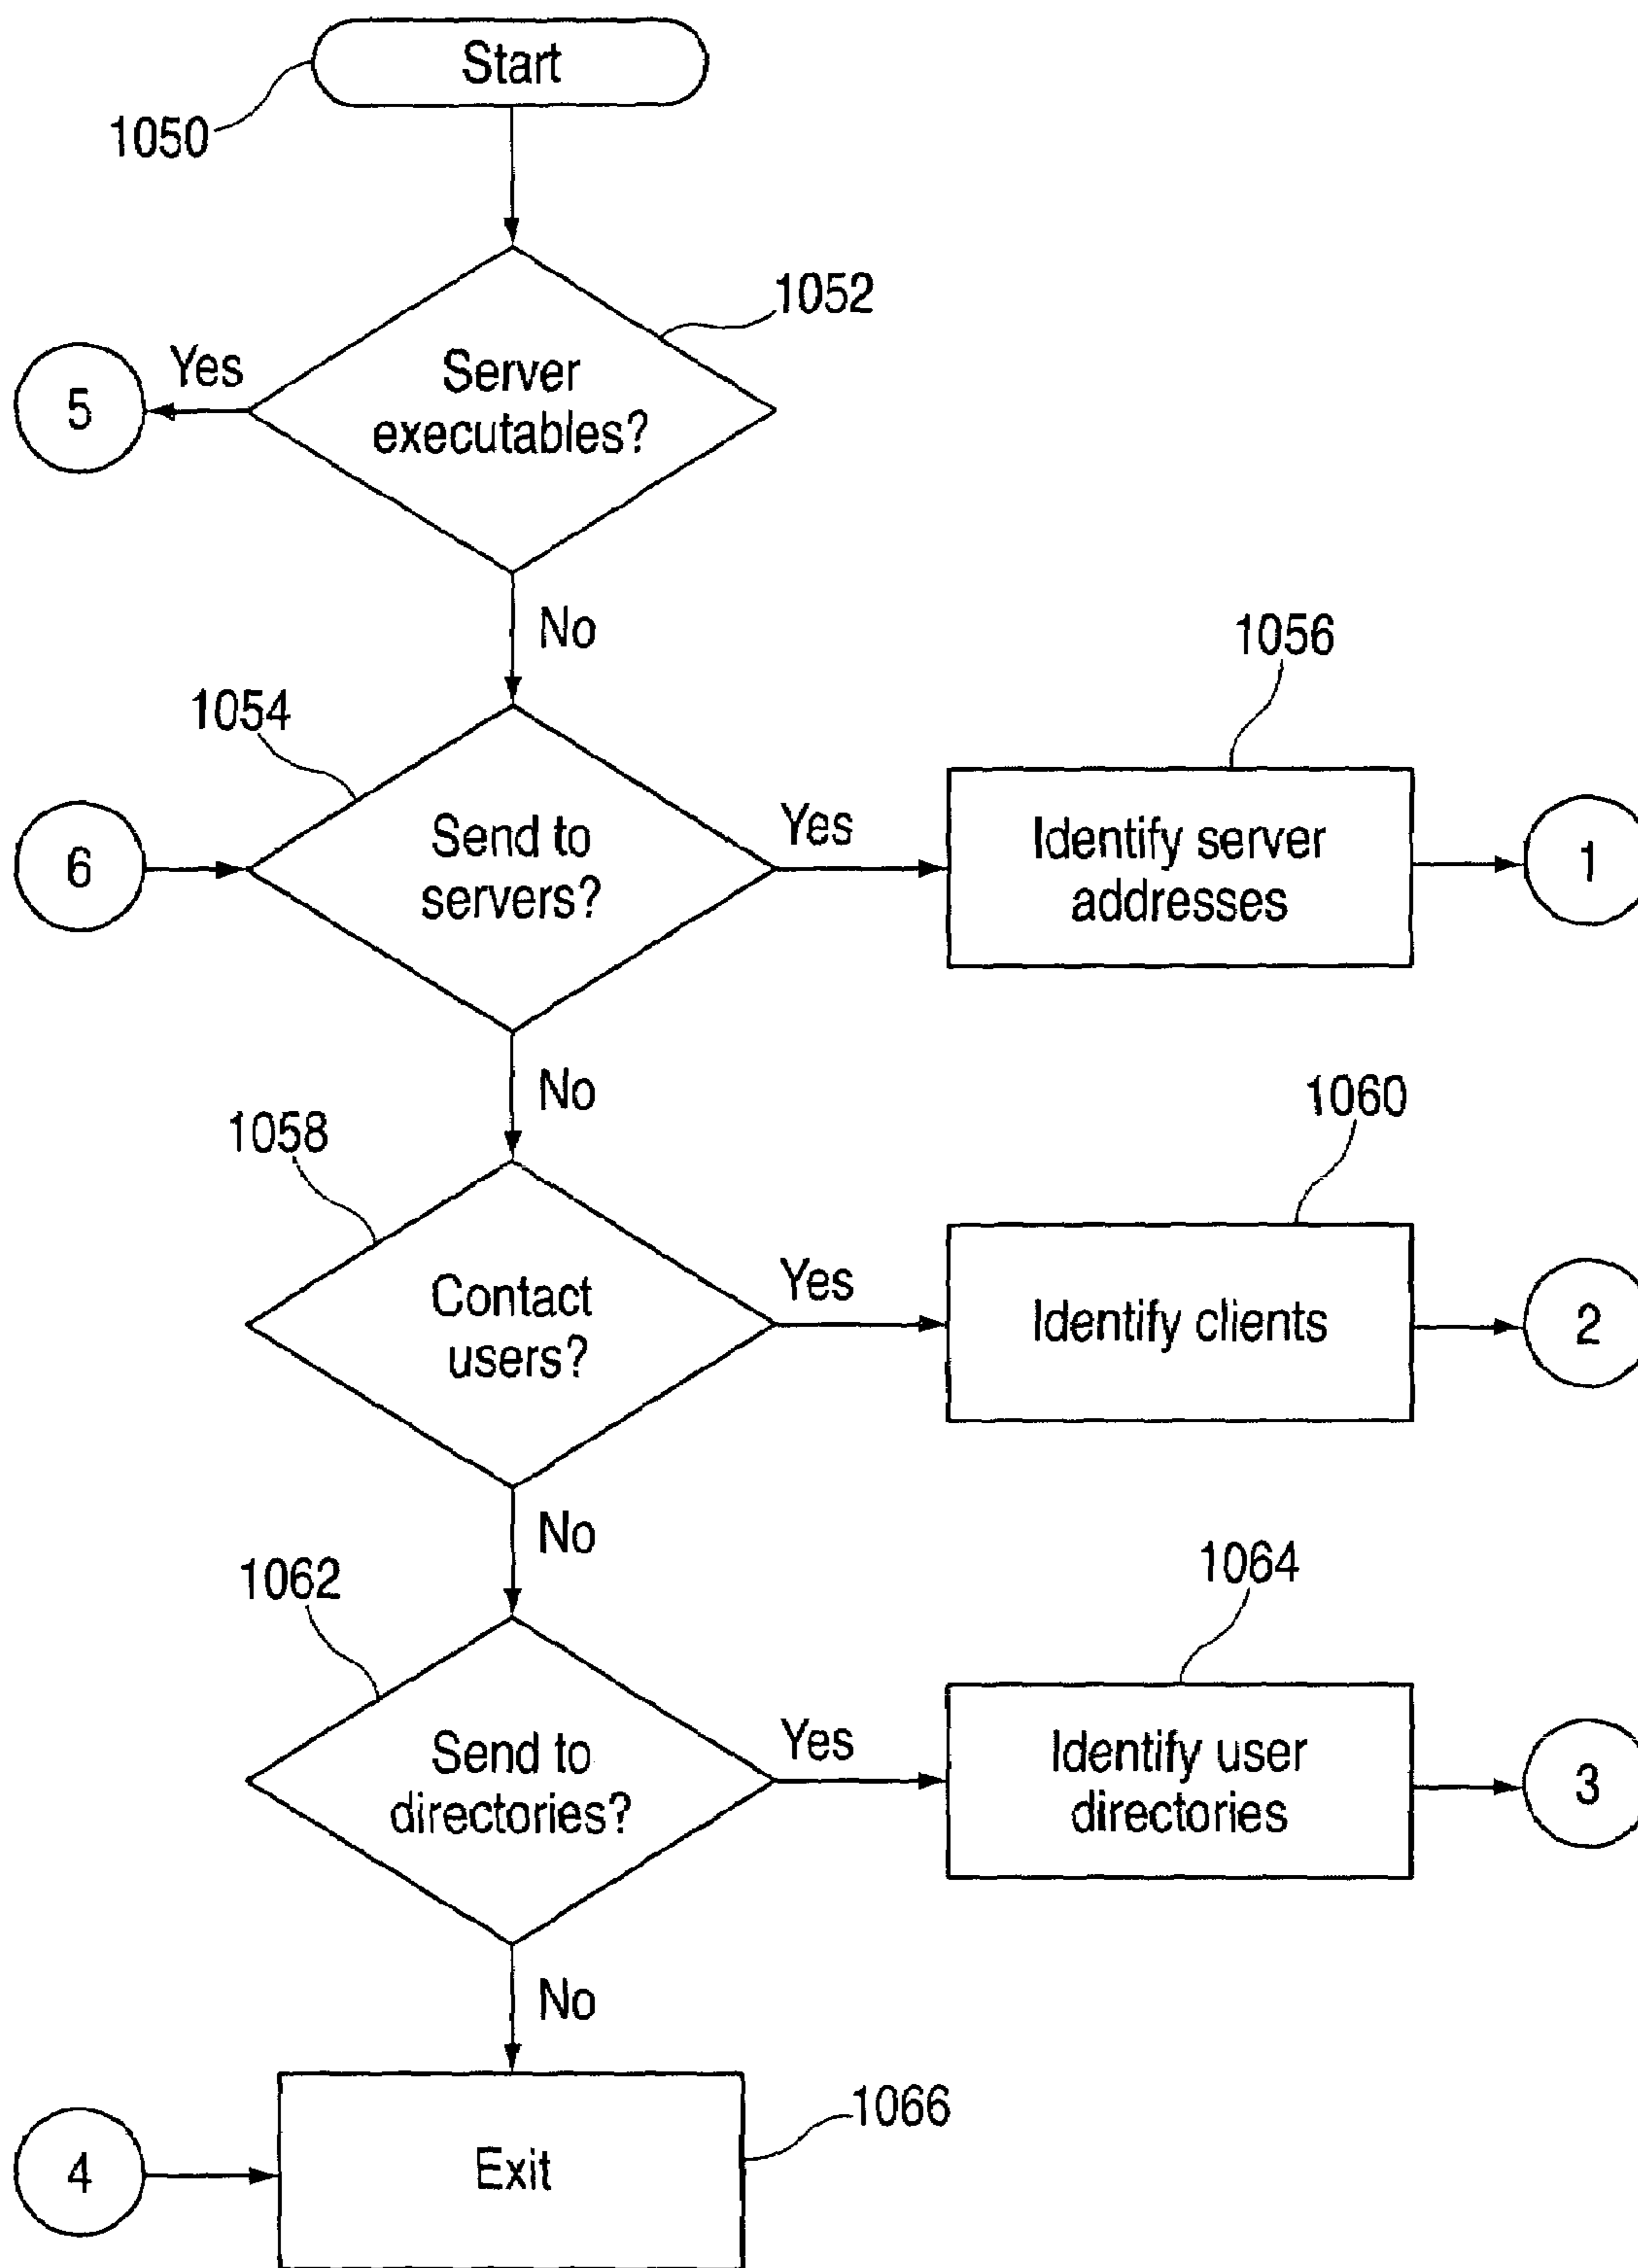 Start
1050
1052
Yes
5
Server
executables?
No
1056
1054
6
Send to
servers?
Yes
Identify server
addresses
1
No
1060
1058
Contact
users?
Yes
Identify clients
2
No
1064
1062
Send to
directories?
Yes
Identify user
directories
3
No
1066
4
Exit